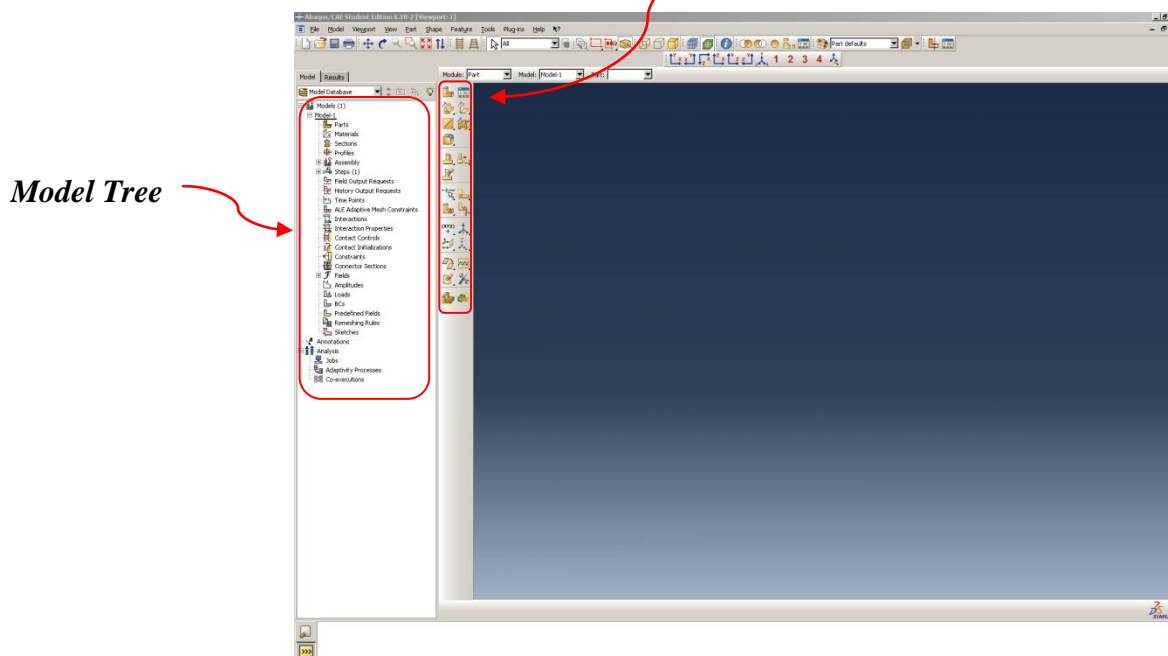 Abaqus/CAE Student Edition 6.10-2 [Viewport: 1]
File Model Viewport View Part Shape Feature Tools Plug-ins Help
All Part defaults
1 2 3 4
Model Results Module: Part Model: Model-1 Part:
Model Database
Models (1)
Model-1
Parts
Materials
Sections
Profiles
Assembly
Steps (1)
Field Output Requests
History Output Requests
Time Points
ALE Adaptive Mesh Constraints
Interactions
Interaction Properties
Contact Controls
Contact Initializations
Constraints
Connector Sections
Fields
Amplitudes
Loads
BCs
Predefined Fields
Remeshing Rules
Sketches
Annotations
Analysis
Jobs
Adaptivity Processes
Co-executions
Model Tree
(XYZ)
>>>